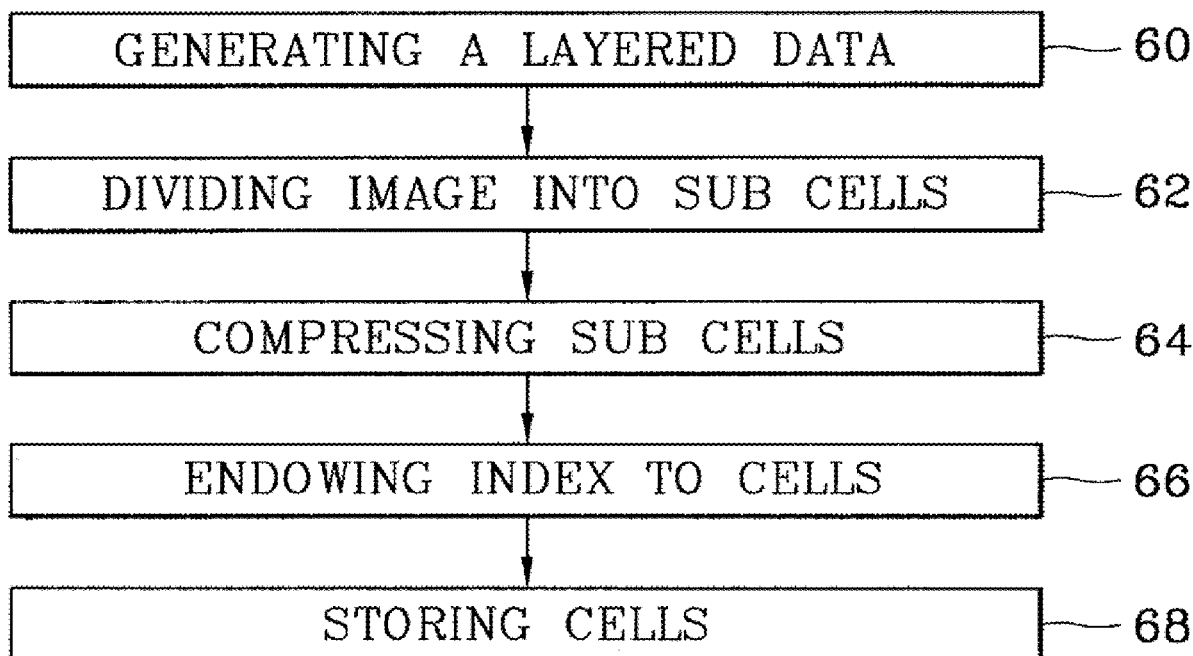 GENERATING A LAYERED DATA 60
DIVIDING IMAGE INTO SUB CELLS 62
COMPRESSING SUB CELLS 64
ENDOWING INDEX TO CELLS 66
STORING CELLS 68